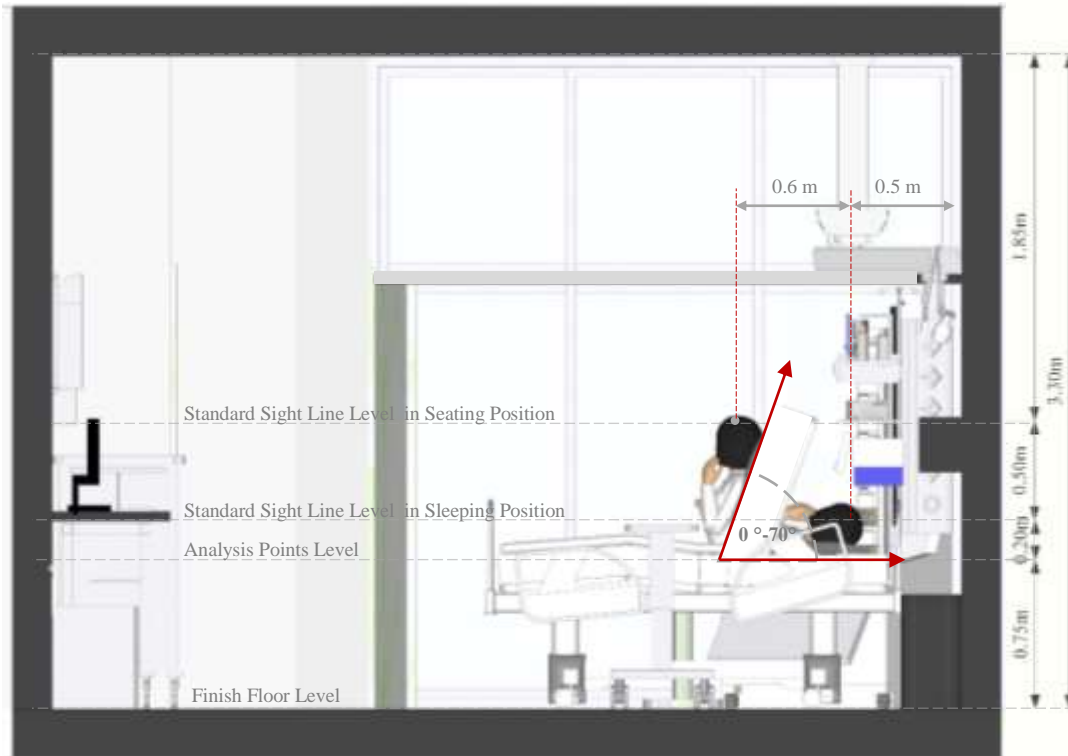 0.6 m
0.5 m
1.85m
3.30m
Standard Sight Line Level in Seating Position
0.50m
Standard Sight Line Level in Sleeping Position
0 °-70°
0.20m
Analysis Points Level
0.75m
Finish Floor Level